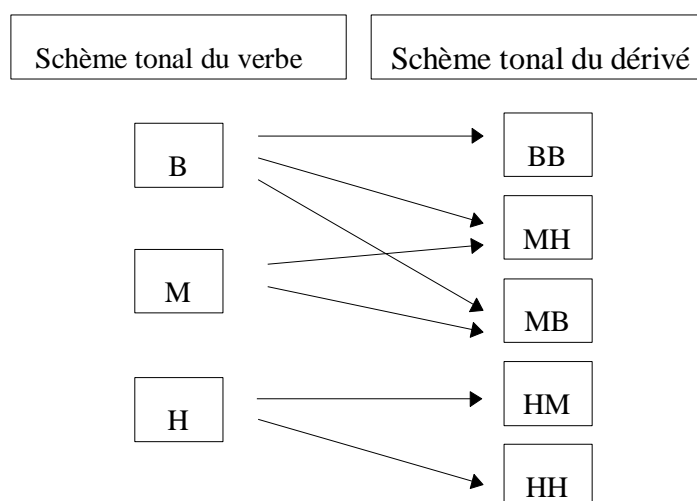 Schème tonal du verbe
Schème tonal du dérivé
B
BB
MH
M
MB
H
HM
HH